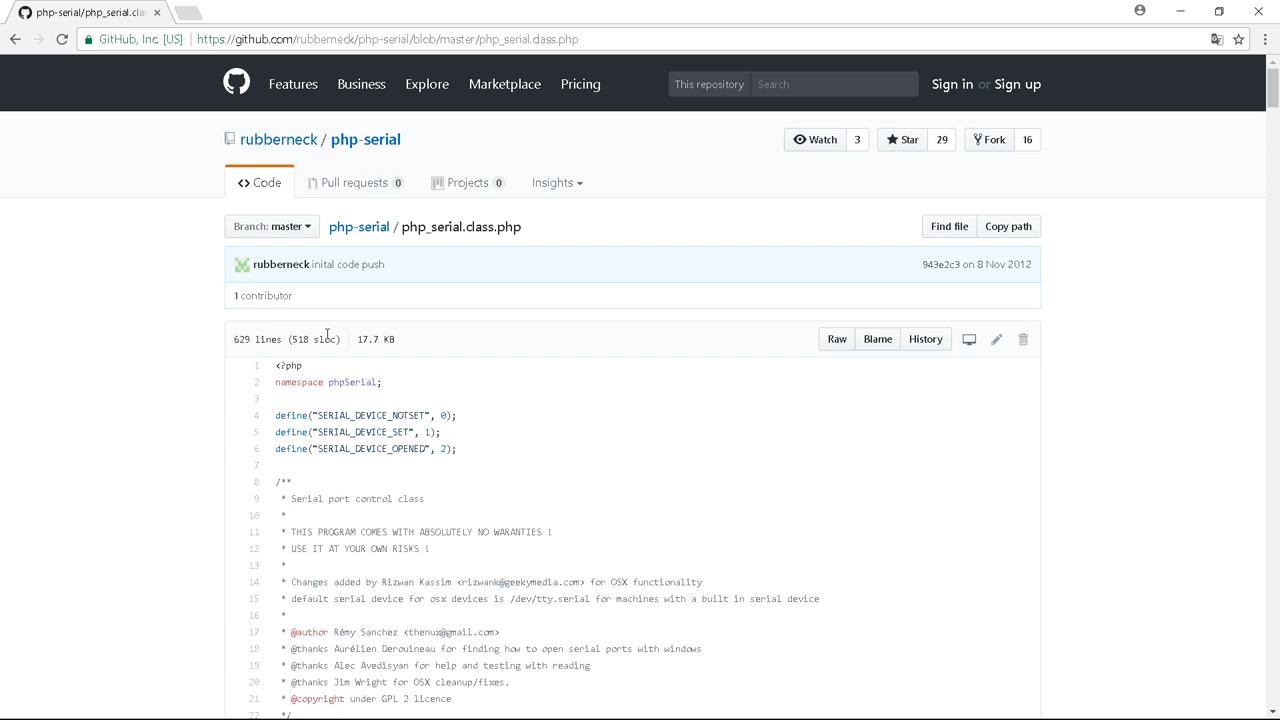 php-serial/php_serial.cla
GitHub, Inc. [US] https://github.com/rubberneck/php-serial/blob/master/php_serial.class.php
Features Business Explore Marketplace Pricing This repository Search Sign in or Sign up
rubberneck / php-serial Watch 3 Star 29 Fork 16
Code Pull requests 0 Projects 0 Insights
Branch: master php-serial / php_serial.class.php Find file Copy path
rubberneck inital code push 943e2c3 on 8 Nov 2012
1 contributor
629 lines (518 sloc) 17.7 KB Raw Blame History
1 <?php
2 namespace phpSerial;
3
4 define("SERIAL_DEVICE_NOTSET", 0);
5 define("SERIAL_DEVICE_SET", 1);
6 define("SERIAL_DEVICE_OPENED", 2);
7
8 /**
9 * Serial port control class
10 *
11 * THIS PROGRAM COMES WITH ABSOLUTELY NO WARANTIES !
12 * USE IT AT YOUR OWN RISKS !
13 *
14 * Changes added by Rizwan Kassim <rizwank@geekymedia.com> for OSX functionality
15 * default serial device for osx devices is /dev/tty.serial for machines with a built in serial device
16 *
17 * @author Rémy Sanchez <thenux@gmail.com>
18 * @thanks Aurélien Derouineau for finding how to open serial ports with windows
19 * @thanks Alec Avedisyan for help and testing with reading
20 * @thanks Jim Wright for OSX cleanup/fixes.
21 * @copyright under GPL 2 licence
22 */